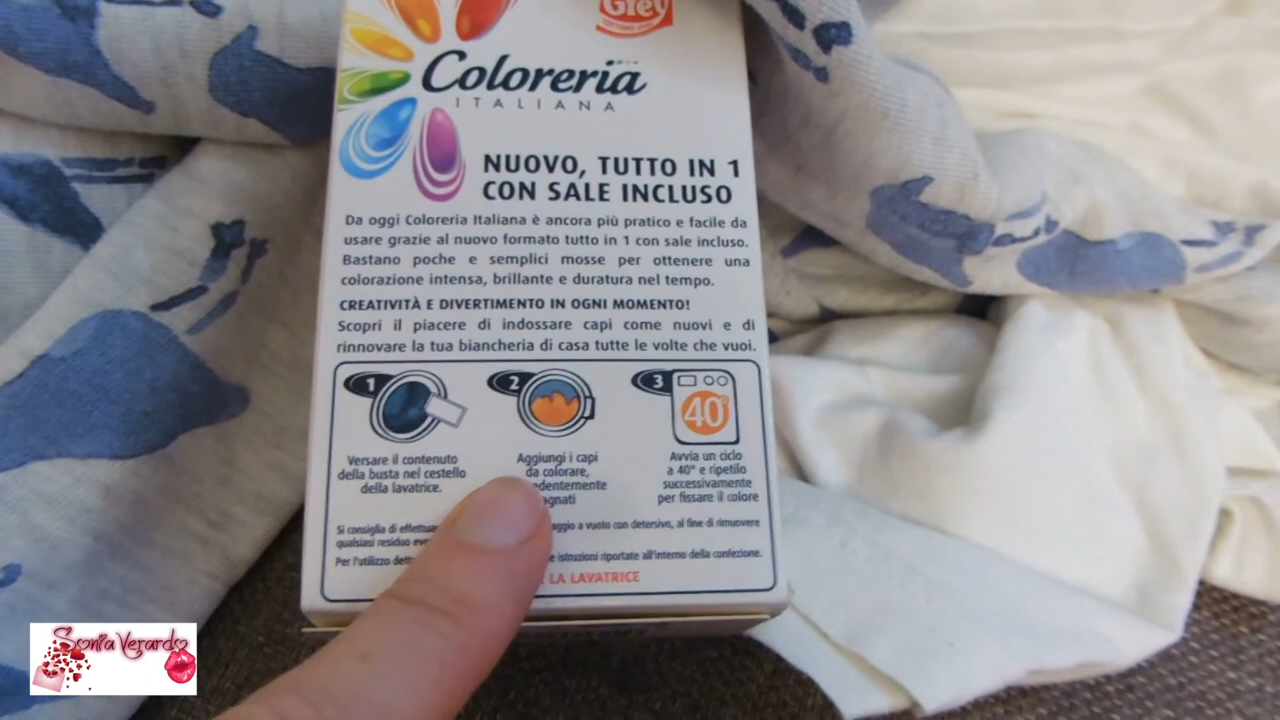 Grey
Coloreria
ITALIANA
NUOVO, TUTTO IN 1
CON SALE INCLUSO
Da oggi Coloreria Italiana è ancora più pratico e facile da
usare grazie al nuovo formato tutto in 1 con sale incluso.
Bastano poche e semplici mosse per ottenere una
colorazione intensa, brillante e duratura nel tempo.
CREATIVITÀ E DIVERTIMENTO IN OGNI MOMENTO!
Scopri il piacere di indossare capi come nuovi e di
rinnovare la tua biancheria di casa tutte le volte che vuoi.
1
Versare il contenuto
della busta nel cestello
della lavatrice.
2
Aggiungi i capi
da colorare,
3
40°
Avvia un ciclo
a 40° e ripetilo
successivamente
per fissare il colore
Si consiglia di effettuar aggio a vuoto con detersivo, al fine di rimuovere
qualsiasi residuo
Per l'utilizzo istruzioni riportate all'interno della confezione.
LA LAVATRICE
Sonia Verardo